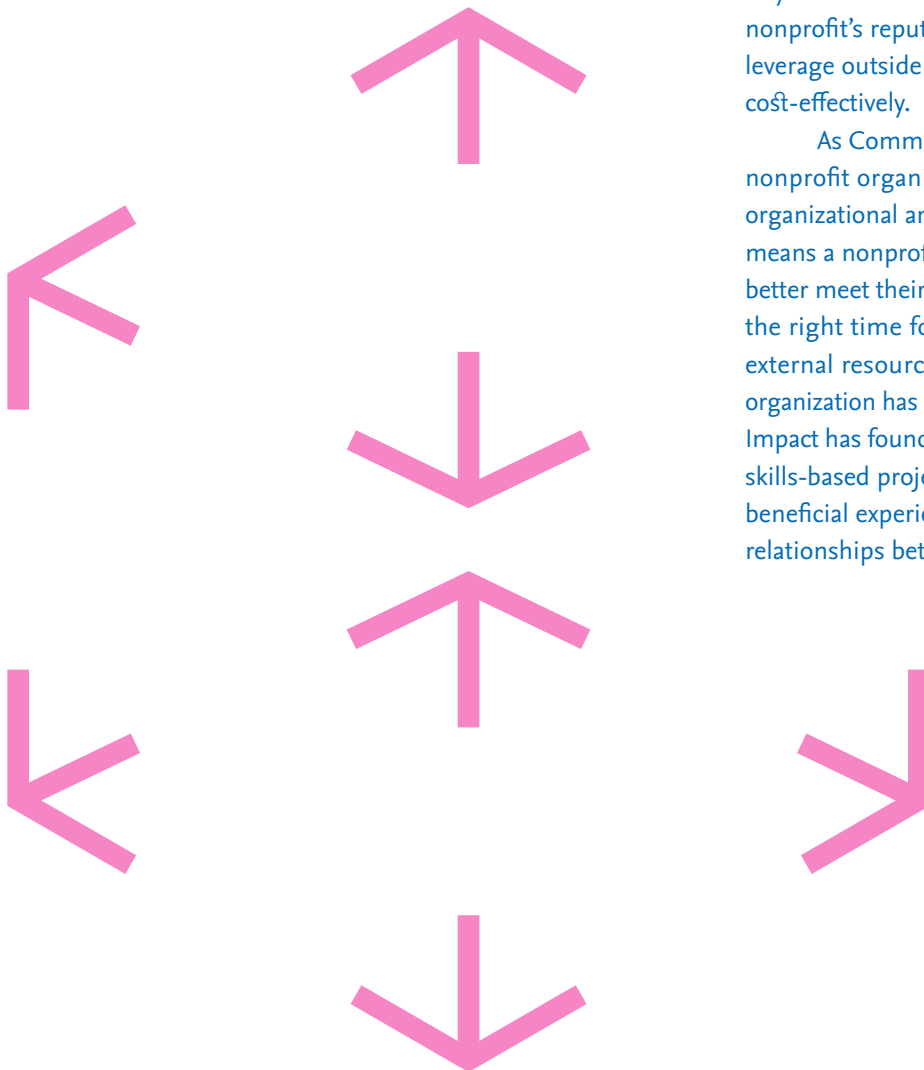 nonprofit's reput
leverage outside
cost-effectively.
As Comm
nonprofit organ
organizational ar
means a nonprof
better meet their
the right time fo
external resourc
organization has
Impact has found
skills-based proje
beneficial experie
relationships bet